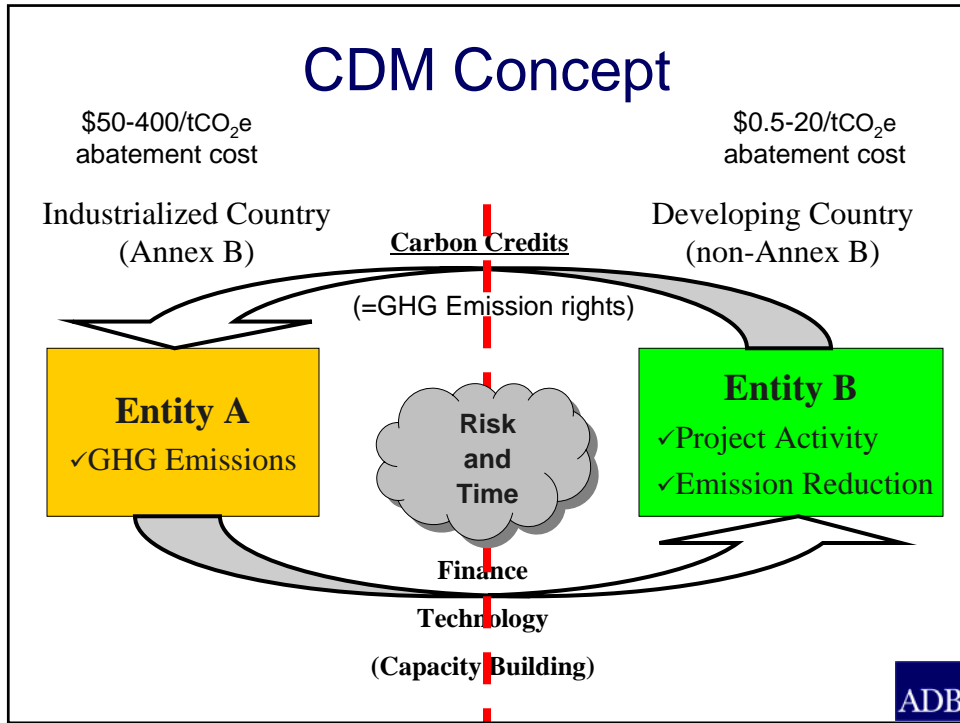 CDM Concept
$50-400/tCO₂e
abatement cost
$0.5-20/tCO₂e
abatement cost
Industrialized Country
(Annex B)
Developing Country
(non-Annex B)
Carbon Credits
(=GHG Emission rights)
Entity A
✓GHG Emissions
Risk
and
Time
Entity B
✓Project Activity
✓Emission Reduction
Finance
Technology
(Capacity Building)
ADB